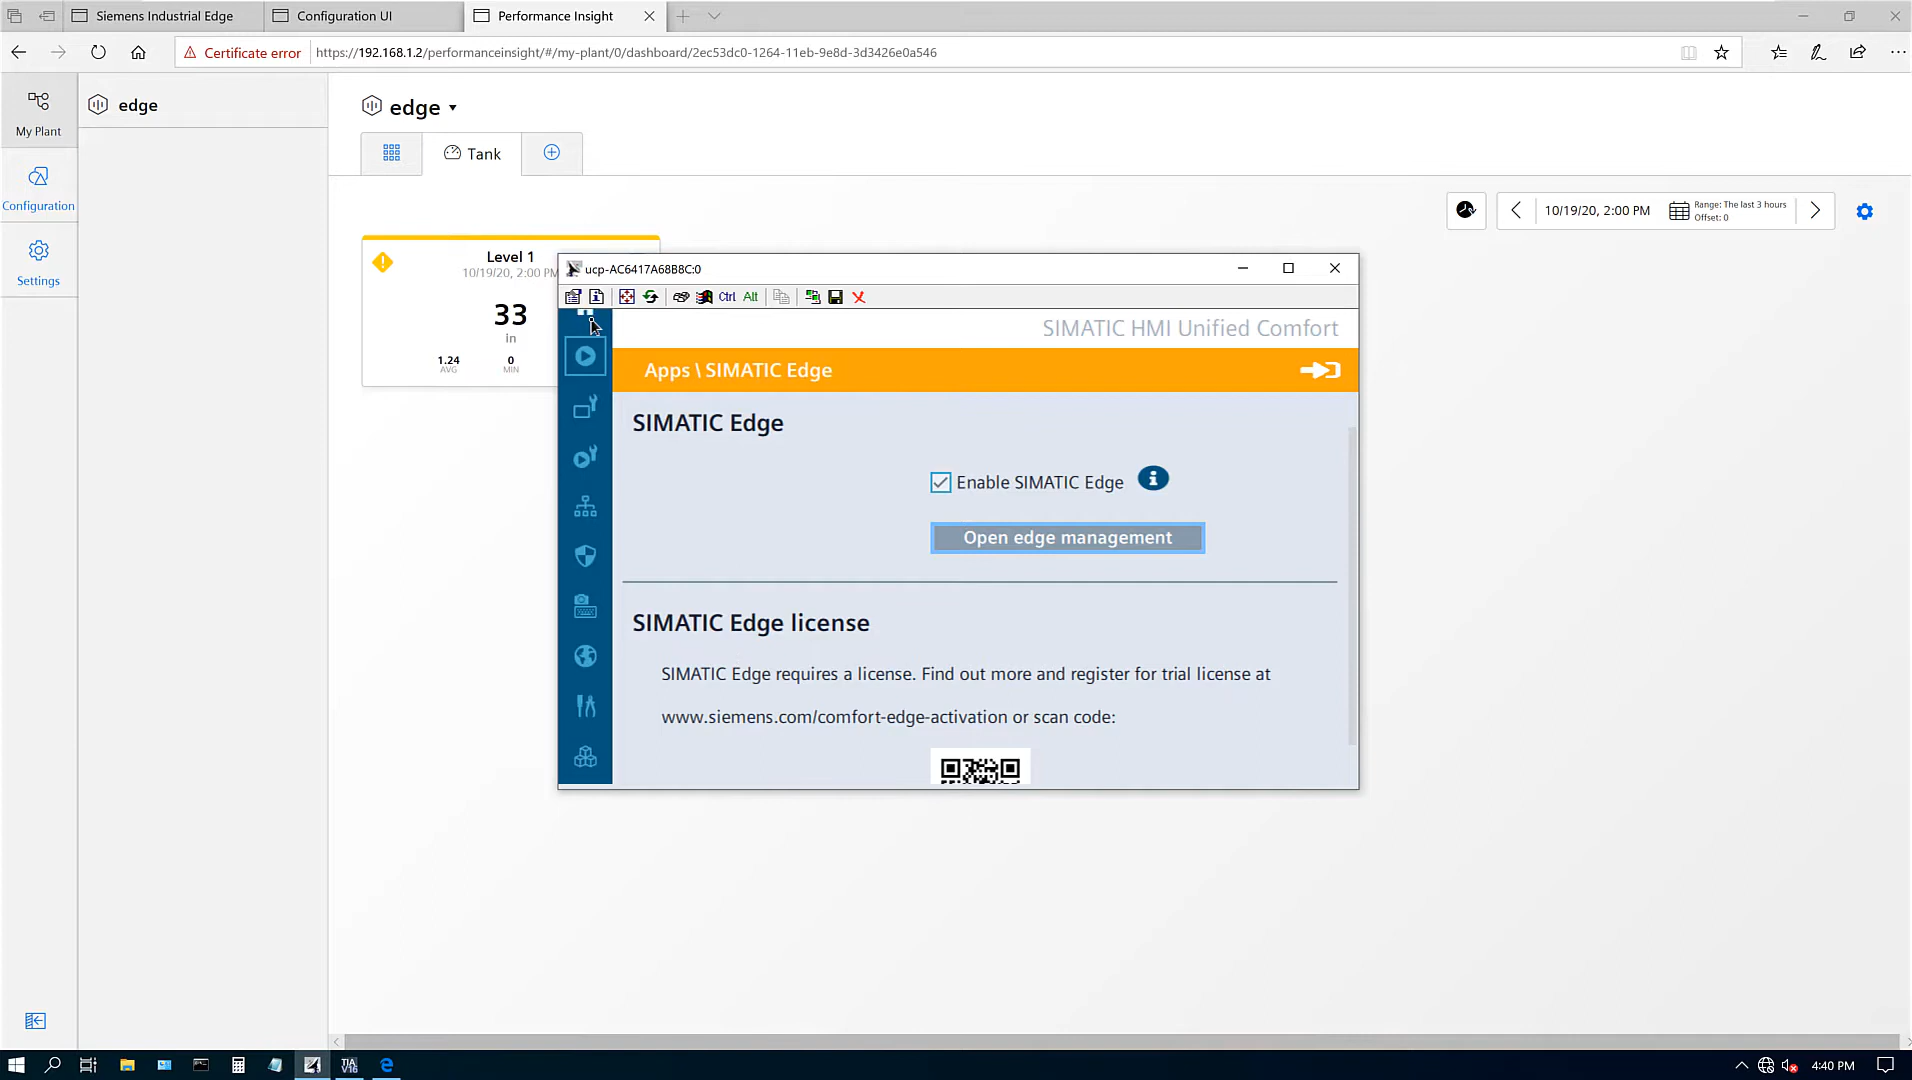 Siemens Industrial Edge
Configuration UI
Performance Insight
Certificate error
https://192.168.1.2/performanceinsight/#/my-plant/0/dashboard/2ec53dc0-1264-11eb-9e8d-3d3426e0a546
My Plant
Configuration
Settings
edge
edge
Tank
10/19/20, 2:00 PM
Range: The last 3 hours
Offset: 0
Level 1
10/19/20, 2:00 PM
33
in
1.24
AVG
0
MIN
ucp-AC6417A68B8C:0
Ctrl
Alt
SIMATIC HMI Unified Comfort
Apps \ SIMATIC Edge
SIMATIC Edge
Enable SIMATIC Edge
Open edge management
SIMATIC Edge license
SIMATIC Edge requires a license. Find out more and register for trial license at
www.siemens.com/comfort-edge-activation or scan code:
TIA
V16
4:40 PM